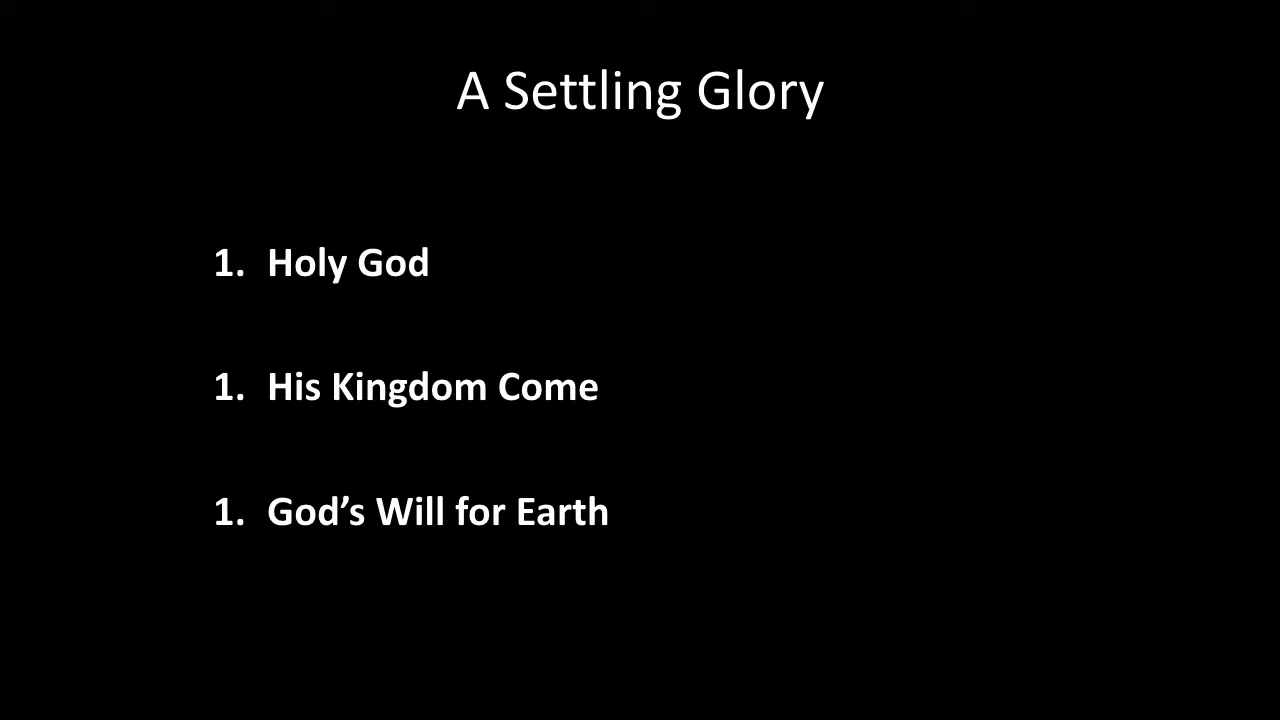 A Settling Glory
1. Holy God
1. His Kingdom Come
1. God’s Will for Earth